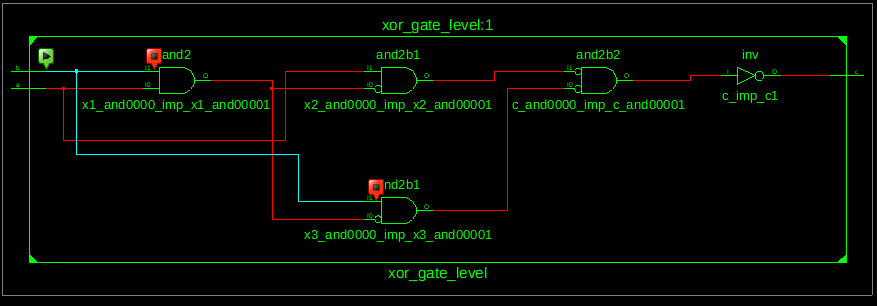 xor_gate_level:1
and2
and2b1
and2b2
inv
b
I1
O
I1
O
I1
O
I
O
c
a
I0
I0
I0
x1_and0000_imp_x1_and00001
x2_and0000_imp_x2_and00001
c_and0000_imp_c_and00001
c_imp_c1
nd2b1
I1
O
I0
x3_and0000_imp_x3_and00001
xor_gate_level